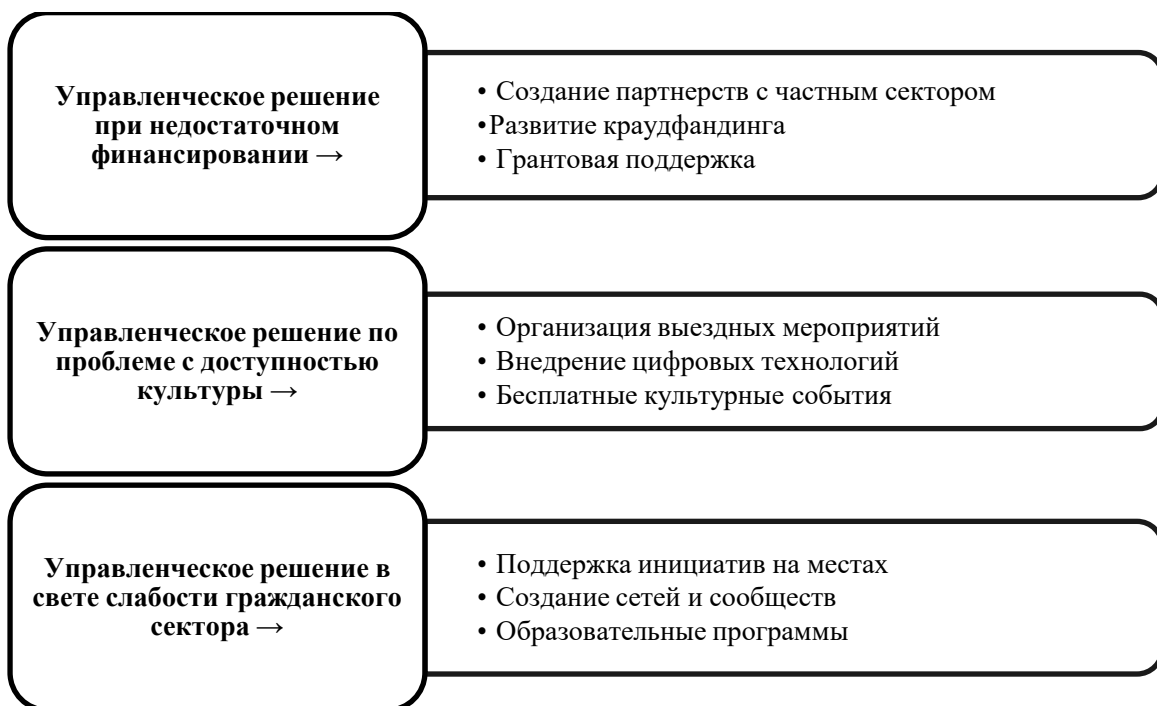 Управленческое решение
при недостаточном
финансировании →
• Создание партнерств с частным сектором
•Развитие краудфандинга
• Грантовая поддержка
Управленческое решение по
проблеме с доступностью
культуры →
• Организация выездных мероприятий
• Внедрение цифровых технологий
• Бесплатные культурные события
Управленческое решение в
свете слабости гражданского
сектора →
• Поддержка инициатив на местах
• Создание сетей и сообществ
• Образовательные программы